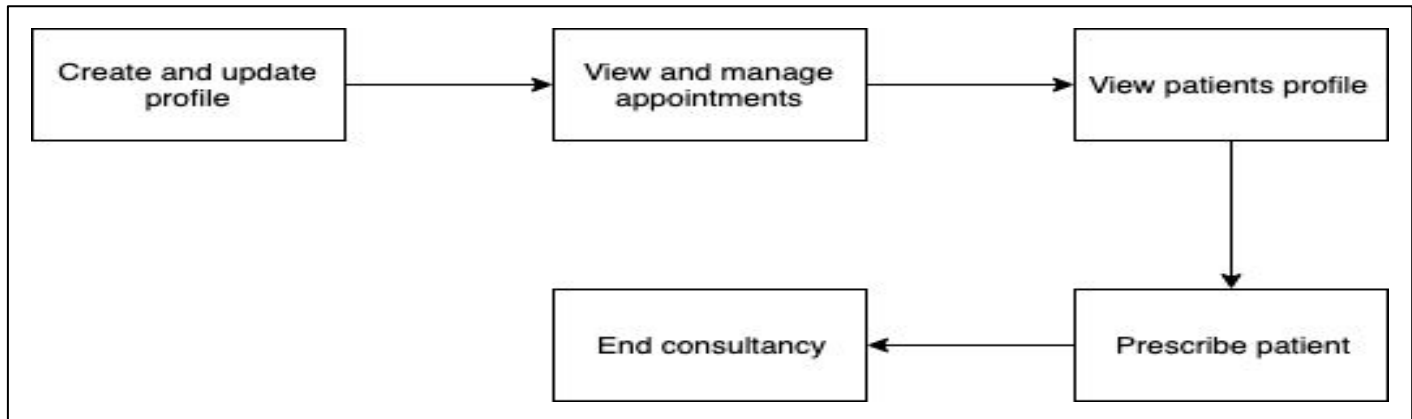 Create and update
profile
View and manage
appointments
View patients profile
Prescribe patient
End consultancy